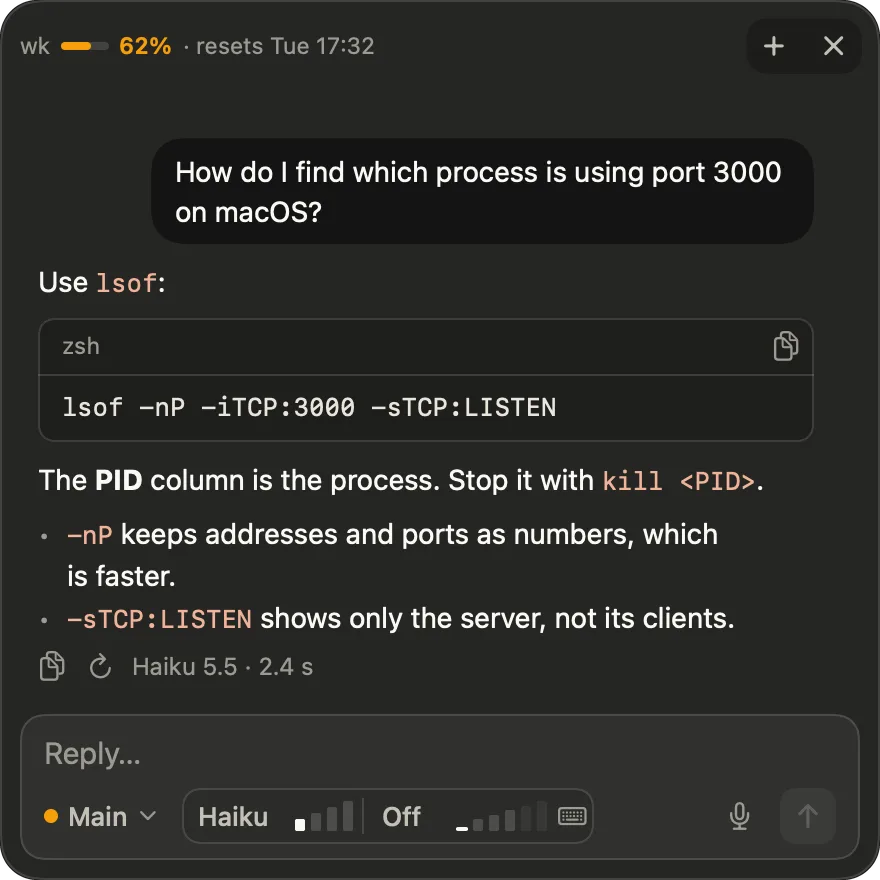 wk 62% · resets Tue 17:32
How do I find which process is using port 3000
on macOS?
Use lsof:
zsh
lsof -nP -iTCP:3000 -sTCP:LISTEN
The PID column is the process. Stop it with kill <PID>.
• -nP keeps addresses and ports as numbers, which
is faster.
• -sTCP:LISTEN shows only the server, not its clients.
Haiku 5.5 · 2.4 s
Reply...
Main Haiku Off